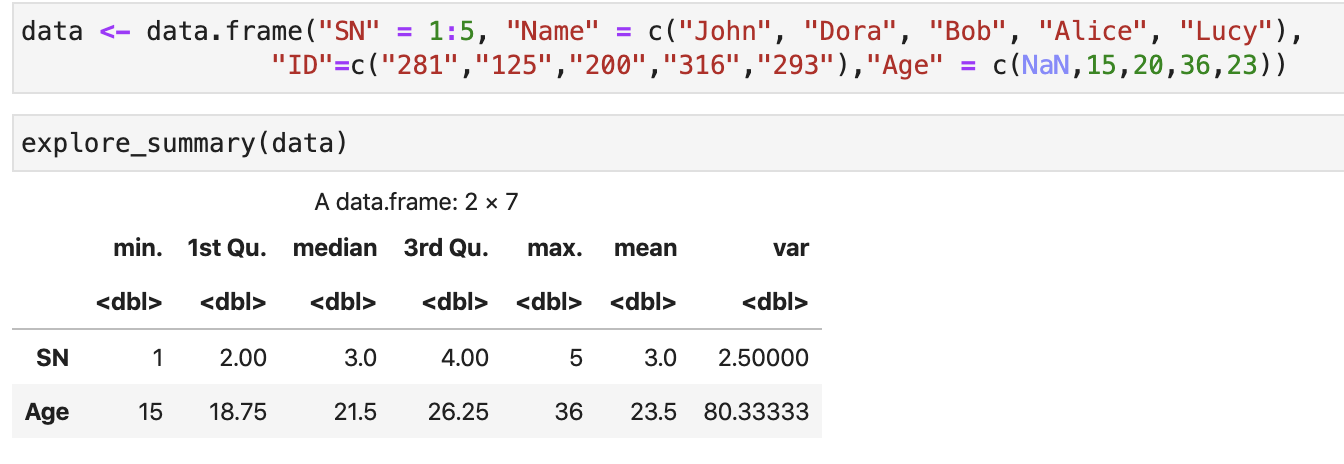 data <- data.frame("SN" = 1:5, "Name" = c("John", "Dora", "Bob", "Alice", "Lucy"),
"ID"=c("281","125","200","316","293"),"Age" = c(NaN,15,20,36,23))
explore_summary(data)
A data.frame: 2 × 7
min. 1st Qu. median 3rd Qu. max. mean var
<dbl> <dbl> <dbl> <dbl> <dbl> <dbl> <dbl>
SN 1 2.00 3.0 4.00 5 3.0 2.50000
Age 15 18.75 21.5 26.25 36 23.5 80.33333